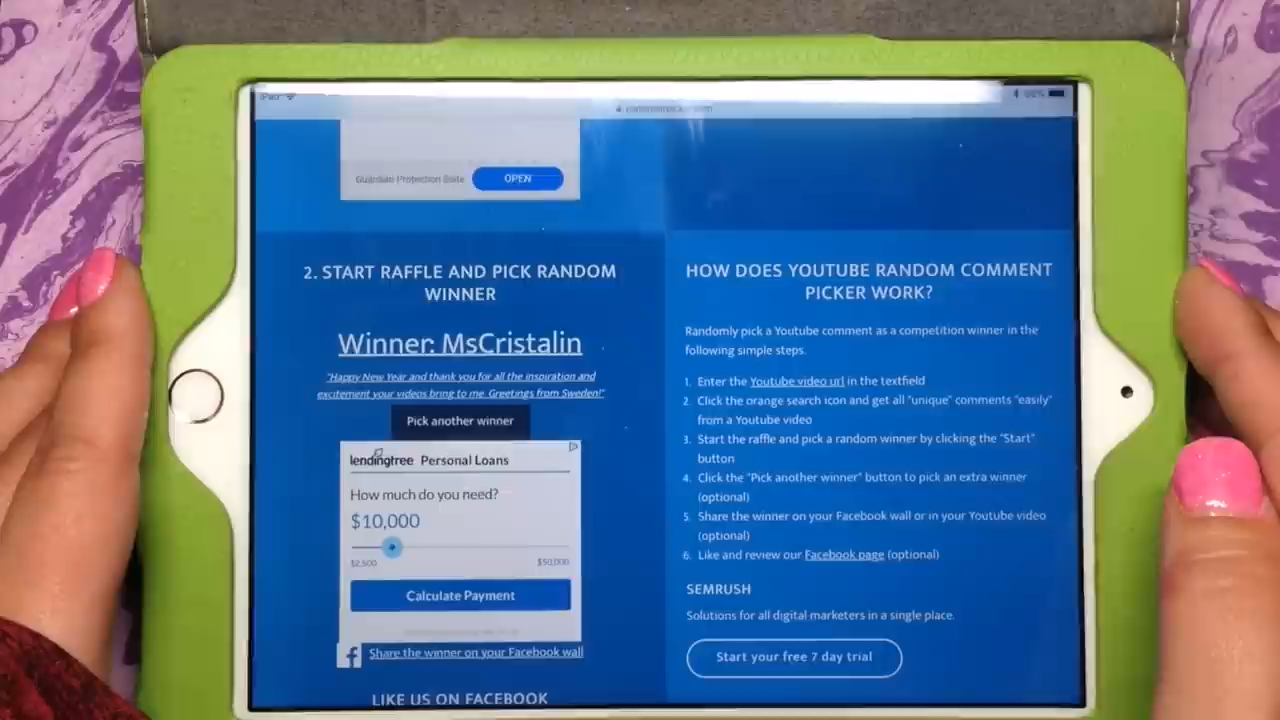 iPad
Guardian Protection Suite
OPEN
2. START RAFFLE AND PICK RANDOM
WINNER
Winner: MsCristalin
"Happy New Year and thank you for all the inspiration and
excitement your videos bring to me. Greetings from Sweden!"
Pick another winner
lendingtree Personal Loans
How much do you need?
$10,000
$2,500 $50,000
Calculate Payment
Share the winner on your Facebook wall
LIKE US ON FACEBOOK
HOW DOES YOUTUBE RANDOM COMMENT
PICKER WORK?
Randomly pick a Youtube comment as a competition winner in the
following simple steps.
1. Enter the Youtube video url in the textfield
2. Click the orange search icon and get all "unique" comments "easily"
from a Youtube video
3. Start the raffle and pick a random winner by clicking the "Start"
button
4. Click the "Pick another winner" button to pick an extra winner
(optional)
5. Share the winner on your Facebook wall or in your Youtube video
(optional)
6. Like and review our Facebook page (optional)
SEMRUSH
Solutions for all digital marketers in a single place.
Start your free 7 day trial